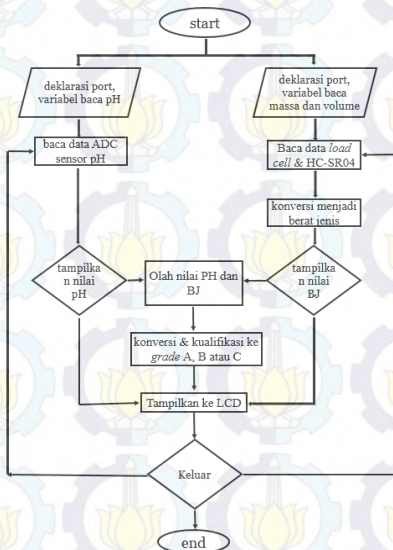 start
deklarasi port,
variabel baca pH
deklarasi port,
variabel baca
massa dan volume
baca data ADC
sensor pH
Baca data load
cell & HC-SR04
konversi menjadi
berat jenis
tampilka
n nilai
pH
Olah nilai PH dan
BJ
tampilka
n nilai
BJ
konversi & kualifikasi ke
grade A, B atau C
Tampilkan ke LCD
Keluar
end